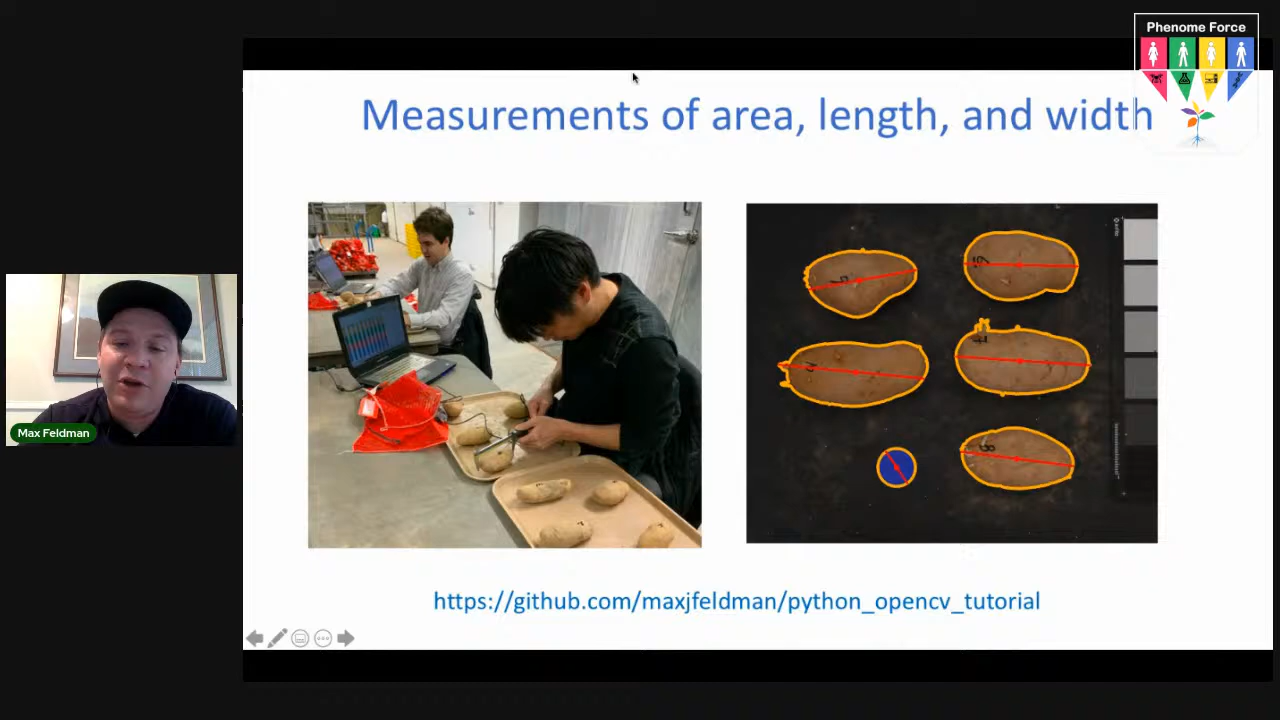 Phenome Force
Measurements of area, length, and width
Max Feldman
https://github.com/maxjfeldman/python_opencv_tutorial